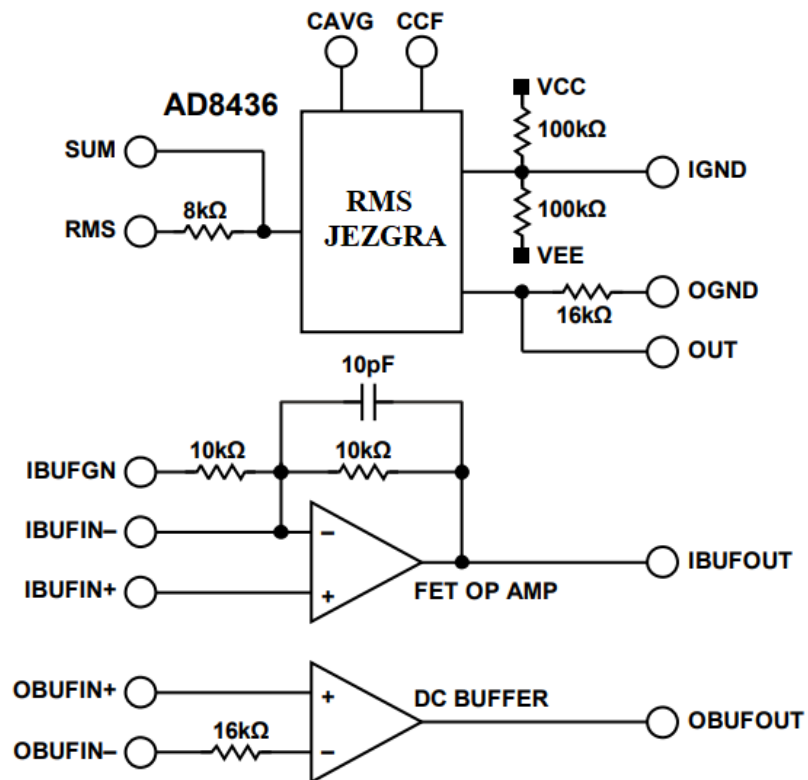 CAVG CCF
AD8436
VCC
100kΩ
SUM
IGND
RMS
8kΩ
RMS
JEZGRA
100kΩ
VEE
OGND
16kΩ
OUT
10pF
IBUFGN
10kΩ
10kΩ
IBUFIN–
–
IBUFOUT
IBUFIN+
+
FET OP AMP
OBUFIN+
+
DC BUFFER
OBUFOUT
OBUFIN–
16kΩ
–